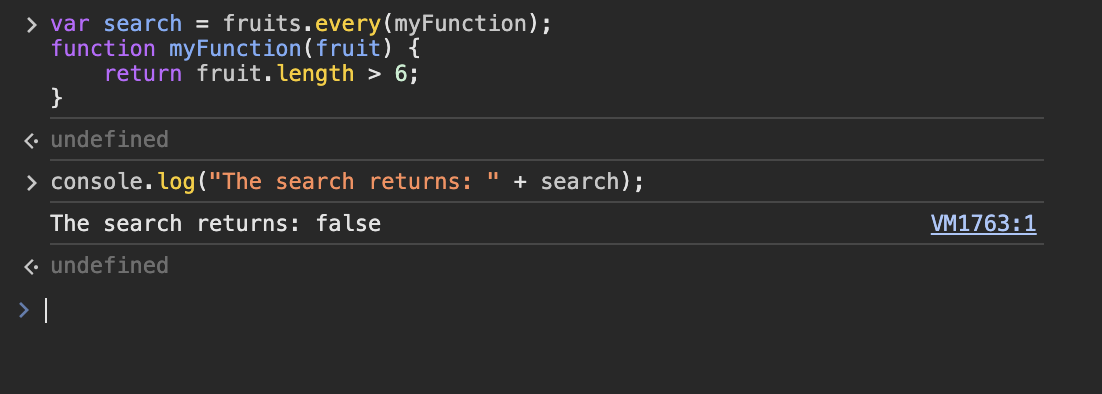 > var search = fruits.every(myFunction);
function myFunction(fruit) {
    return fruit.length > 6;
}
undefined
> console.log("The search returns: " + search);
The search returns: false VM1763:1
undefined
>